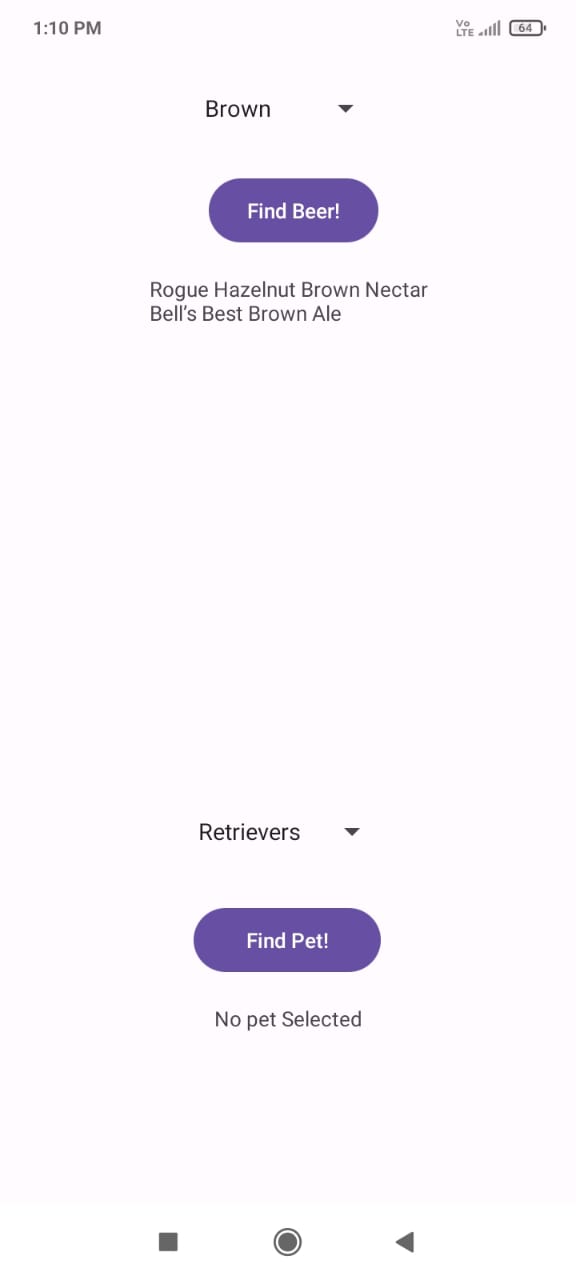 1:10 PM
Vo
LTE
64
Brown
Find Beer!
Rogue Hazelnut Brown Nectar
Bell’s Best Brown Ale
Retrievers
Find Pet!
No pet Selected